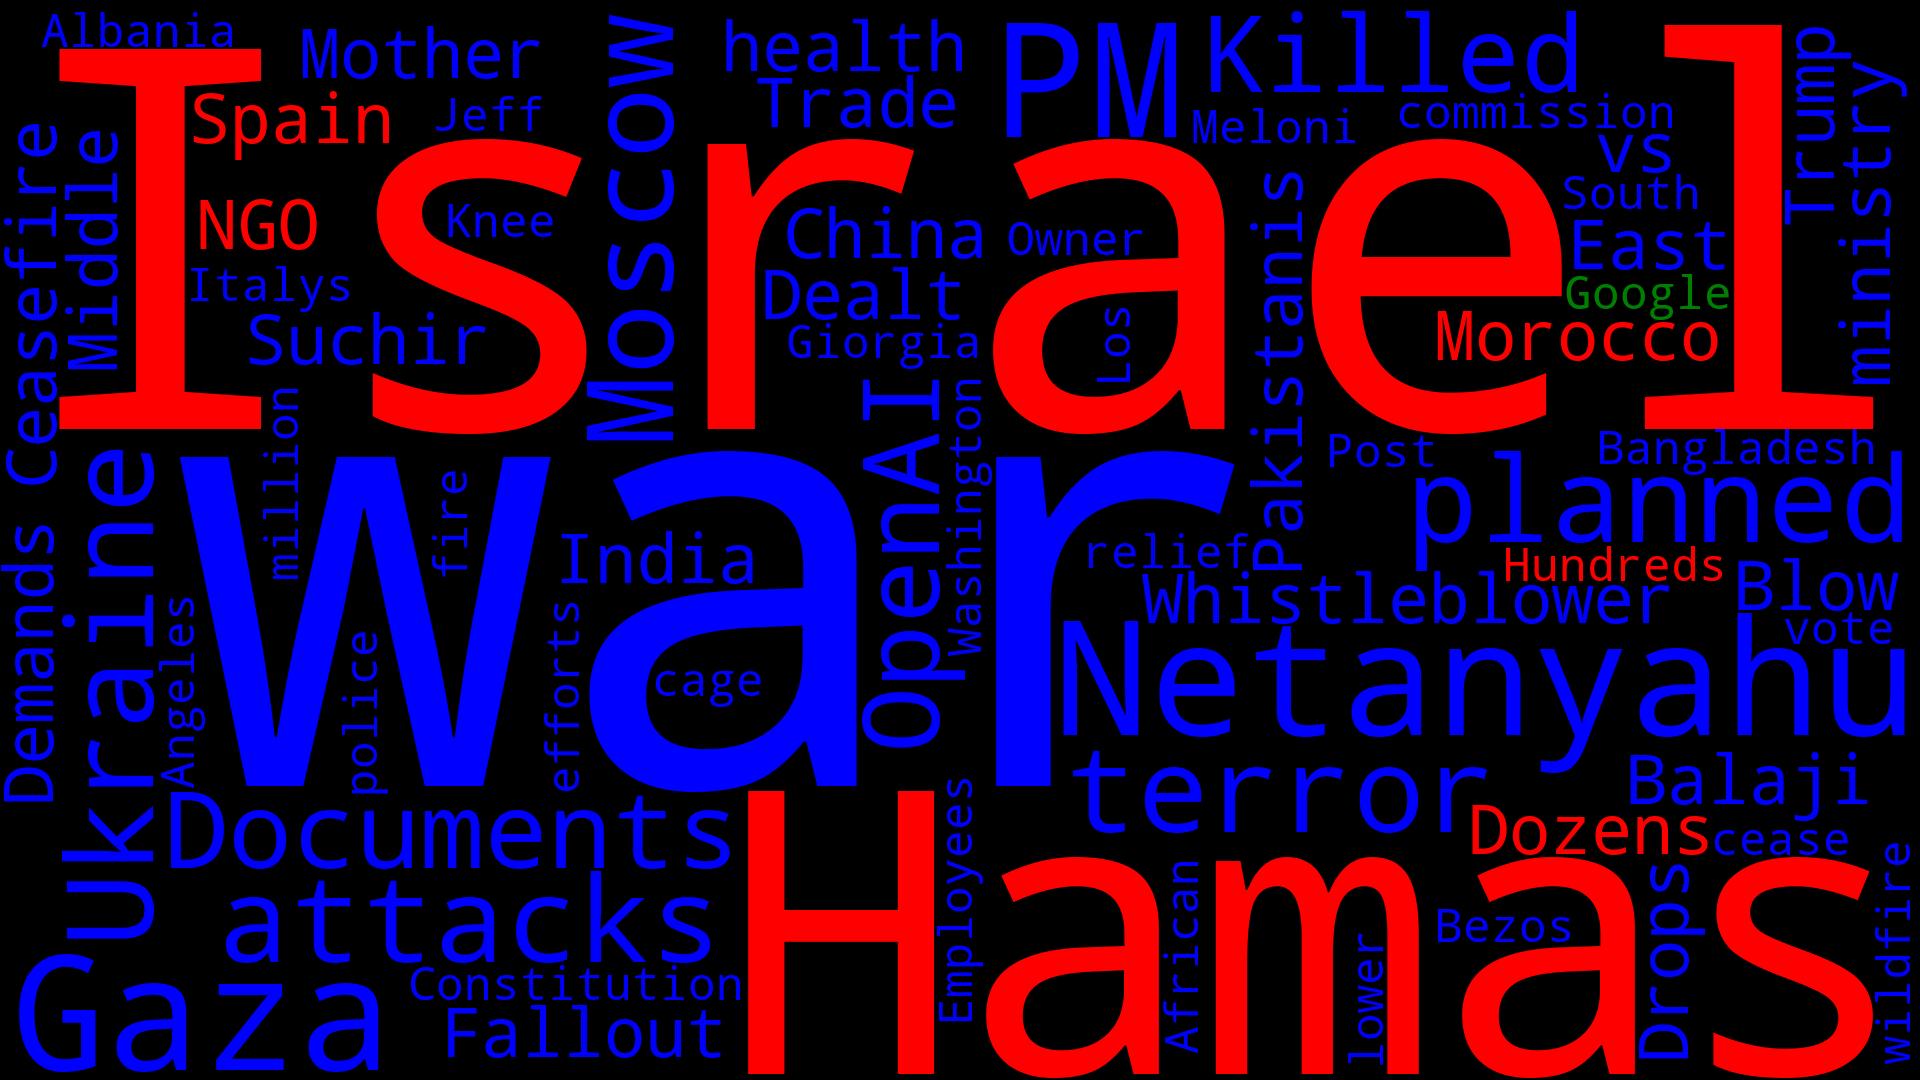 Albania
Mother
Moscow
health
PM
Killed
Israel
Trump
ministry
Spain
Jeff
Trade
Meloni
commission
vs
Ceasefire
Middle
NGO
Knee
China
Owner
Pakistanis
South
East
Italys
Dealt
Google
Suchir
Giorgia
Los
Morocco
million
OpenAI
Washington
Post
Bangladesh
Ukraine
war
fire
planned
Demands
India
relief
Hundreds
Blow
Whistleblower
vote
Angeles
police
efforts
cage
Netanyahu
terror
Balaji
Documents
Hamas
Employees
Dozens
cease
attacks
African
lower
Bezos
Drops
wildfire
Gaza
Constitution
Fallout